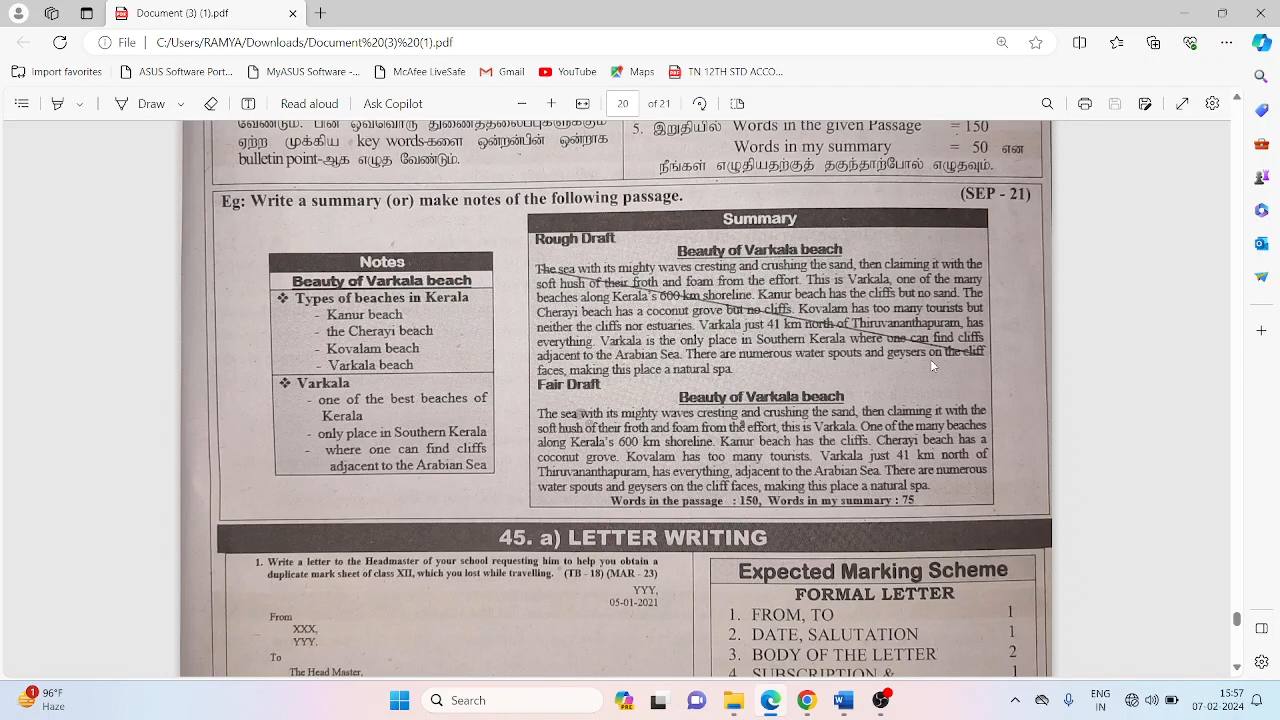 Document (3) (1).pdf
File
C:/Users/RAMYA/Downloads/Document%20(3)%20(1).pdf
Import favorites
ASUS Software Port...
MyASUS Software -...
McAfee LiveSafe
Gmail
YouTube
Maps
TN 12TH STD ACCO...
Draw
Read aloud
Ask Copilot
20
of 21
வேண்டும். பின் ஒவ்வொரு துணைத்தலைப்புகளுக்கும்
ஏற்ற முக்கிய key words-களை ஒன்றன்பின் ஒன்றாக
bulletin point-ஆக எழுத வேண்டும்.
5. இறுதியில் Words in the given Passage = 150
Words in my summary = 50 என
நீங்கள் எழுதியதற்குத் தகுந்தாற்போல் எழுதவும்.
Eg: Write a summary (or) make notes of the following passage.
(SEP - 21)
Notes
Beauty of Varkala beach
❖ Types of beaches in Kerala
- Kanur beach
- the Cherayi beach
- Kovalam beach
- Varkala beach
❖ Varkala
- one of the best beaches of
Kerala
- only place in Southern Kerala
- where one can find cliffs
adjacent to the Arabian Sea
Summary
Rough Draft
Beauty of Varkala beach
The sea with its mighty waves cresting and crushing the sand, then claiming it with the
soft hush of their froth and foam from the effort. This is Varkala, one of the many
beaches along Kerala's 600 km shoreline. Kanur beach has the cliffs but no sand. The
Cherayi beach has a coconut grove but no cliffs. Kovalam has too many tourists but
neither the cliffs nor estuaries. Varkala just 41 km north of Thiruvananthapuram, has
everything. Varkala is the only place in Southern Kerala where one can find cliffs
adjacent to the Arabian Sea. There are numerous water spouts and geysers on the cliff
faces, making this place a natural spa.
Fair Draft
Beauty of Varkala beach
The sea with its mighty waves cresting and crushing the sand, then claiming it with the
soft hush of their froth and foam from the effort, this is Varkala. One of the many beaches
along Kerala's 600 km shoreline. Kanur beach has the cliffs. Cherayi beach has a
coconut grove. Kovalam has too many tourists. Varkala just 41 km north of
Thiruvananthapuram, has everything, adjacent to the Arabian Sea. There are numerous
water spouts and geysers on the cliff faces, making this place a natural spa.
Words in the passage : 150, Words in my summary : 75
45. a) LETTER WRITING
1. Write a letter to the Headmaster of your school requesting him to help you obtain a
duplicate mark sheet of class XII, which you lost while travelling. (TB - 18) (MAR - 23)
YYY,
05-01-2021
From
XXX,
YYY.
To
The Head Master,
Expected Marking Scheme
FORMAL LETTER
1. FROM, TO 1
2. DATE, SALUTATION 1
3. BODY OF THE LETTER 2
4. SUBSCRIPTION & 1
1
96°F
Haze
Search
PRE
ENG
IN
15:57
07-02-2024